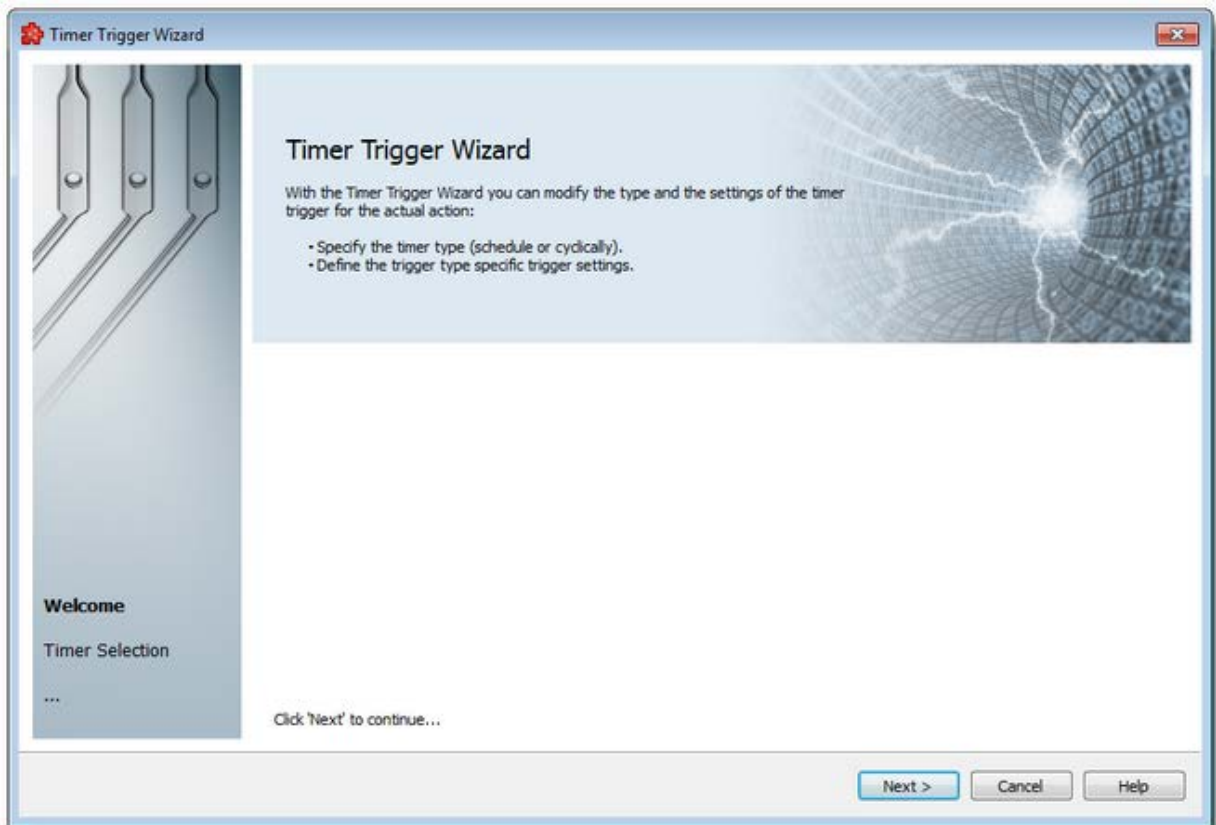 Timer Trigger Wizard
Timer Trigger Wizard
With the Timer Trigger Wizard you can modify the type and the settings of the timer
trigger for the actual action:
• Specify the timer type (schedule or cyclically).
• Define the trigger type specific trigger settings.
Welcome
Timer Selection
...
Click 'Next' to continue...
Next >
Cancel
Help